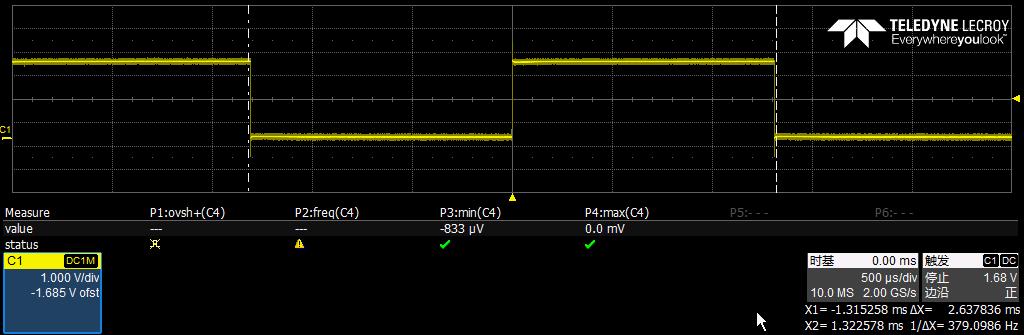 TELEDYNE LECROY
Everywhereyoulook™
C1
Measure P1:ovsh+(C4) P2:freq(C4) P3:min(C4) P4:max(C4) P5:- - - P6:- - -
value --- --- -833 µV 0.0 mV
status
C1 DC1M
1.000 V/div
-1.685 V ofst
时基 0.00 ms
500 µs/div
10.0 MS 2.00 GS/s
触发 C1 DC
停止 1.68 V
边沿 正
X1= -1.315258 ms ΔX= 2.637836 ms
X2= 1.322578 ms 1/ΔX= 379.0986 Hz